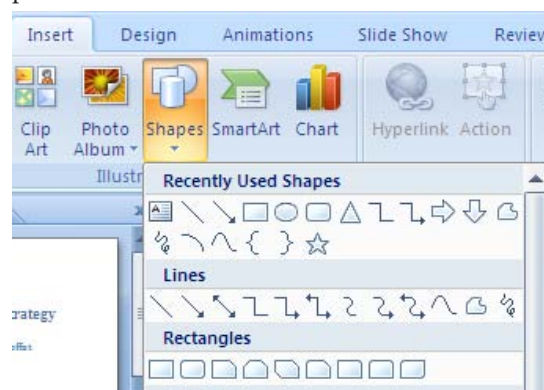 Insert Design Animations Slide Show Review
Clip Art Photo Album Shapes SmartArt Chart Hyperlink Action
Illustr
Recently Used Shapes
A
Lines
rategy
Rectangles